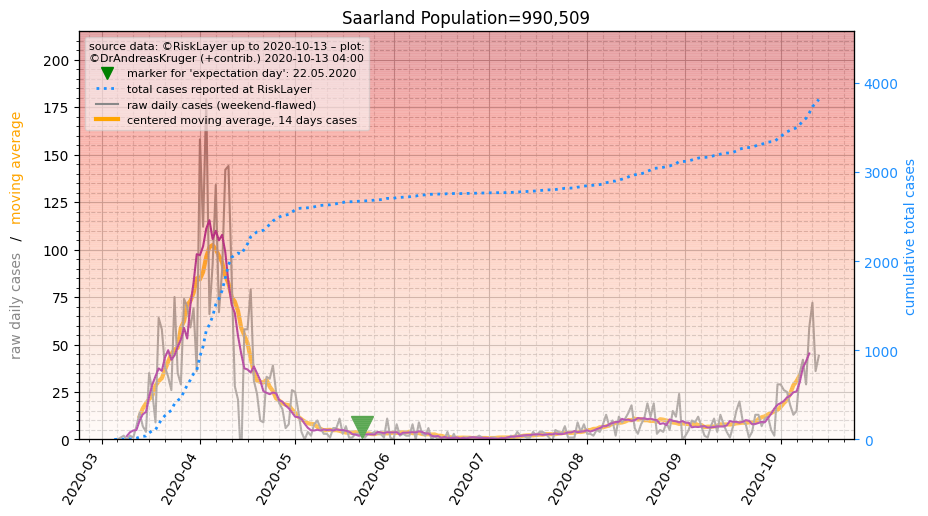 Saarland Population=990,509
source data: ©RiskLayer up to 2020-10-13 – plot:
©DrAndreasKruger (+contrib.) 2020-10-13 04:00
marker for 'expectation day': 22.05.2020
total cases reported at RiskLayer
raw daily cases (weekend-flawed)
centered moving average, 14 days cases
raw daily cases / moving average
200
175
150
125
100
75
50
25
0
4000
3000
2000
1000
0
cumulative total cases
2020-03
2020-04
2020-05
2020-06
2020-07
2020-08
2020-09
2020-10